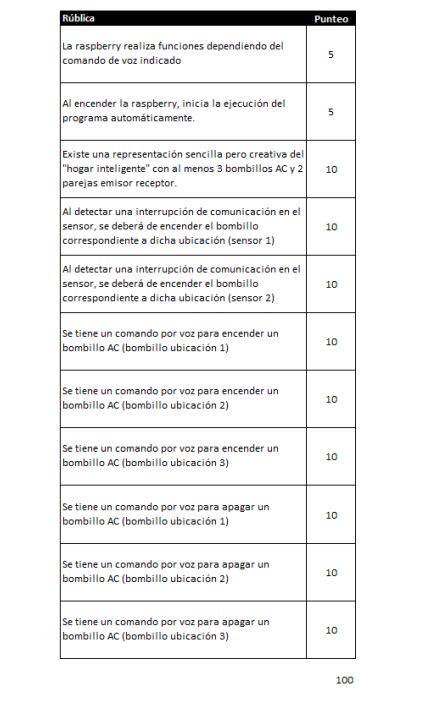 Rública Punteo
La raspberry realiza funciones dependiendo del
comando de voz indicado
5
Al encender la raspberry, inicia la ejecución del
programa automáticamente.
5
Existe una representación sencilla pero creativa del
"hogar inteligente" con al menos 3 bombillos AC y 2
parejas emisor receptor.
10
Al detectar una interrupción de comunicación en el
sensor, se deberá de encender el bombillo
correspondiente a dicha ubicación (sensor 1)
10
Al detectar una interrupción de comunicación en el
sensor, se deberá de encender el bombillo
correspondiente a dicha ubicación (sensor 2)
10
Se tiene un comando por voz para encender un
bombillo AC (bombillo ubicación 1)
10
Se tiene un comando por voz para encender un
bombillo AC (bombillo ubicación 2)
10
Se tiene un comando por voz para encender un
bombillo AC (bombillo ubicación 3)
10
Se tiene un comando por voz para apagar un
bombillo AC (bombillo ubicación 1)
10
Se tiene un comando por voz para apagar un
bombillo AC (bombillo ubicación 2)
10
Se tiene un comando por voz para apagar un
bombillo AC (bombillo ubicación 3)
10
100